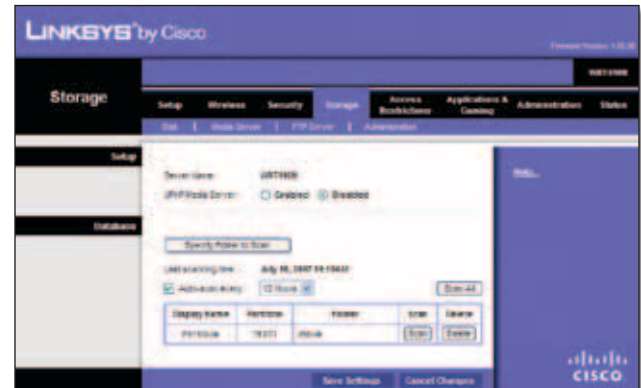 LINKSYS® by Cisco
Storage
Setup Wireless Security Storage Access Restrictions Applications & Gaming Administration Status
Disk | Media Server | FTP Server | Administration
Setup
Server Name:
UPnP Media Server: Enabled Disabled
Help...
Database
Specify Folder to Scan
Last scanning time:
Auto-scan every: 12 Hours Scan All
Display Name Partition Folder Scan Delete
Scan Delete
Save Settings Cancel Changes
CISCO